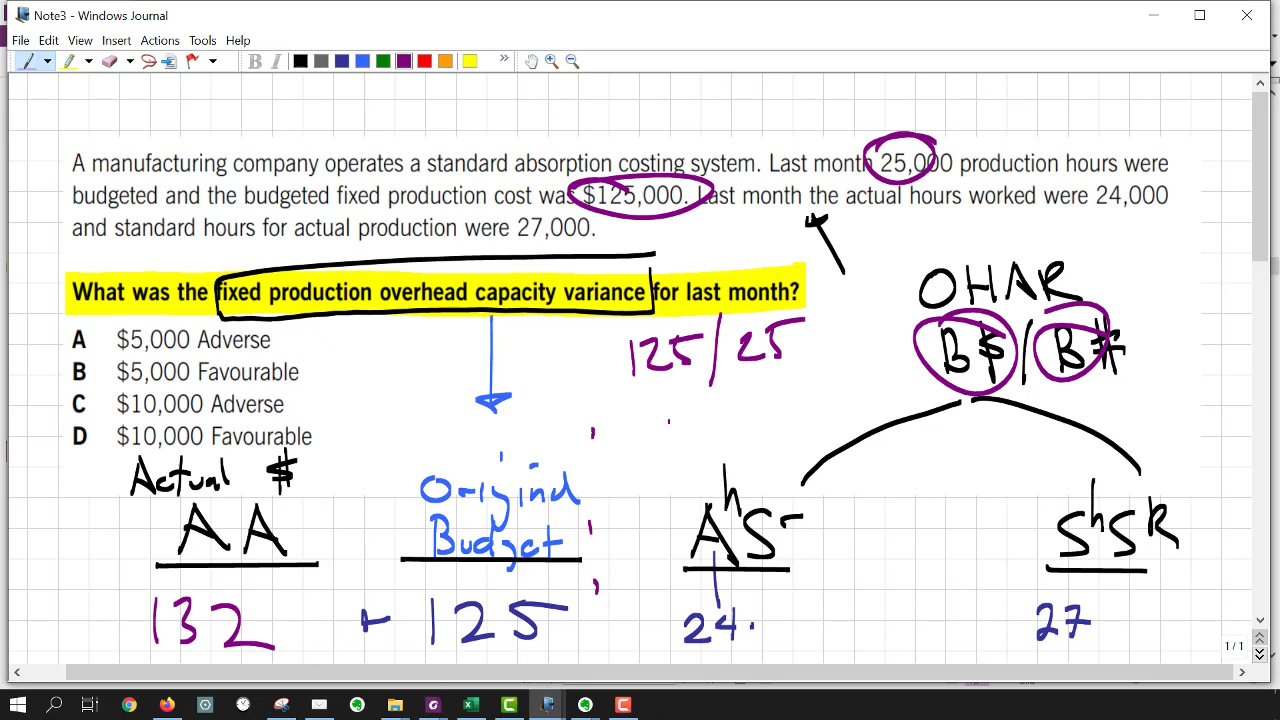 Note3 - Windows Journal
File Edit View Insert Actions Tools Help
B I
A manufacturing company operates a standard absorption costing system. Last month 25,000 production hours were
budgeted and the budgeted fixed production cost was $125,000. Last month the actual hours worked were 24,000
and standard hours for actual production were 27,000.
What was the fixed production overhead capacity variance for last month?
A $5,000 Adverse
B $5,000 Favourable
C $10,000 Adverse
D $10,000 Favourable
125/25
OHAR
B$/B#
Actual $
AA
Original
Budget
AhSr
ShSR
132
+ 125
24.
27
1 / 1